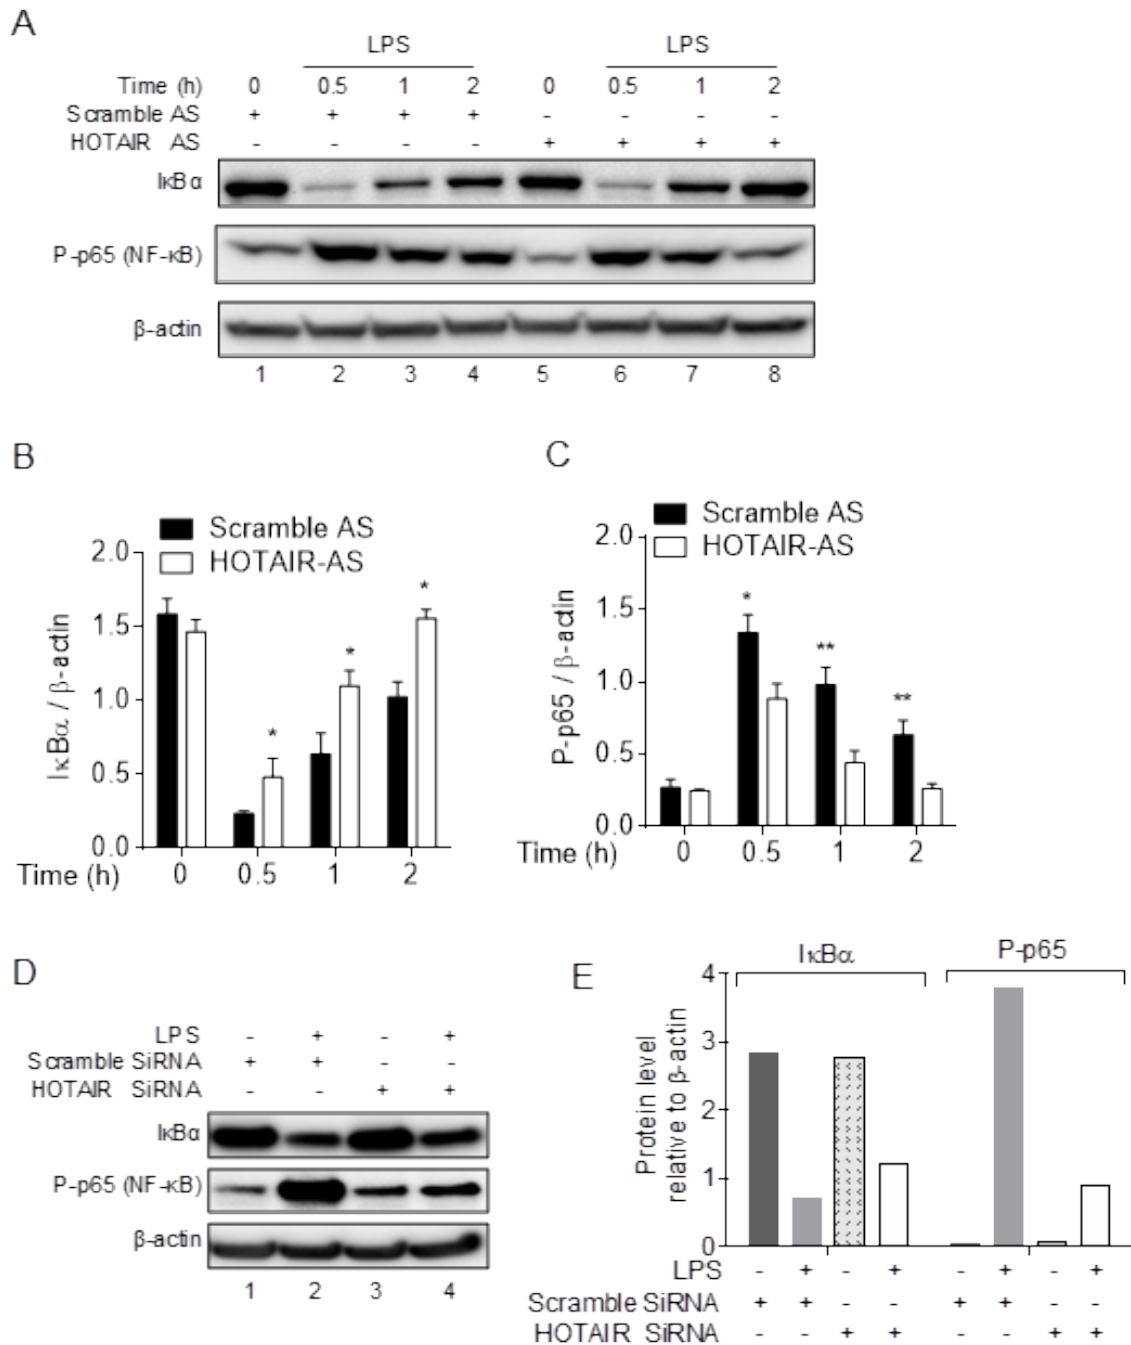 A
LPS LPS
Time (h) 0 0.5 1 2 0 0.5 1 2
Scramble AS + + + + - - - -
HOTAIR AS - - - - + + + +
IκBα
P-p65 (NF-κB)
β-actin
1 2 3 4 5 6 7 8
B
Scramble AS
HOTAIR-AS
IκBα / β-actin
2.0
1.5
1.0
0.5
0.0
* * *
Time (h) 0 0.5 1 2
C
Scramble AS
HOTAIR-AS
P-p65 / β-actin
2.0
1.5
1.0
0.5
0.0
* ** **
Time (h) 0 0.5 1 2
D
LPS - + - +
Scramble SiRNA + + - -
HOTAIR SiRNA - - + +
IκBα
P-p65 (NF-κB)
β-actin
1 2 3 4
E
IκBα P-p65
Protein level
relative to β-actin
4
3
2
1
0
LPS - + - + - + - +
Scramble SiRNA + + - - + + - -
HOTAIR SiRNA - - + + - - + +